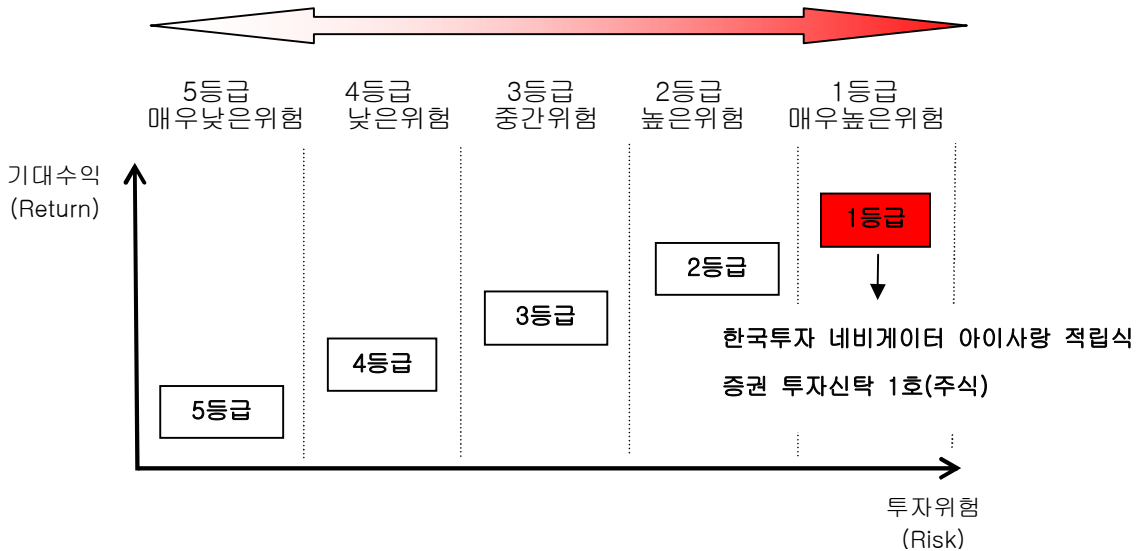 5등급 4등급 3등급 2등급 1등급
매우낮은위험 낮은위험 중간위험 높은위험 매우높은위험
기대수익
(Return)
1등급
2등급
3등급
한국투자 네비게이터 아이사랑 적립식
4등급
증권 투자신탁 1호(주식)
5등급
투자위험
(Risk)